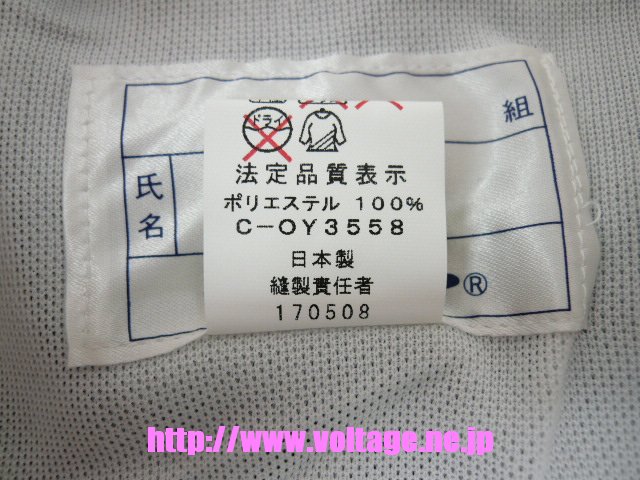 組
氏名
ドライ
法定品質表示
ポリエステル 100%
C-OY3558
日本製
縫製責任者
170508
®
http://www.voltage.ne.jp